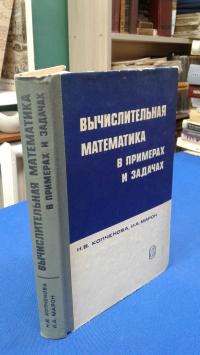 ВЫЧИСЛИТЕЛЬНАЯ
МАТЕМАТИКА
В ПРИМЕРАХ
И ЗАДАЧАХ
Н.В. КОПЧЕНОВА, И.А. МАРОН
ВЫЧИСЛИТЕЛЬНАЯ МАТЕМАТИКА
В ПРИМЕРАХ И ЗАДАЧАХ
Н.В. КОПЧЕНОВА
И.А. МАРОН